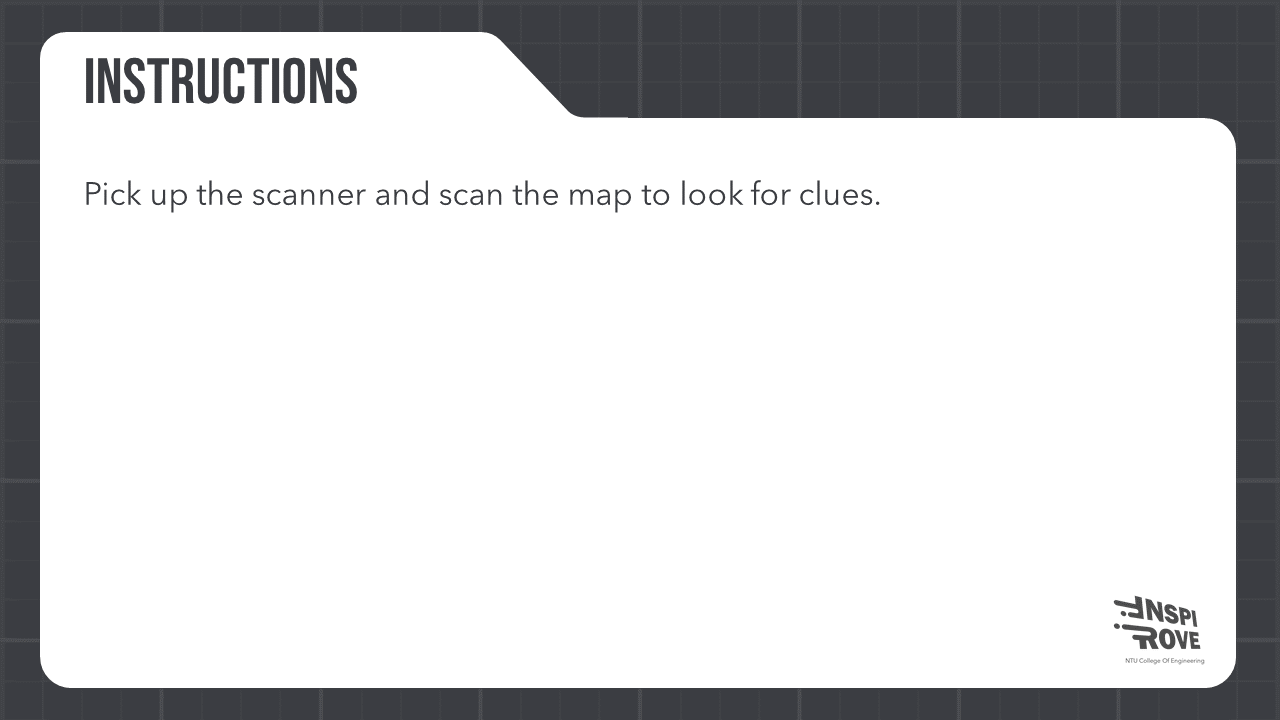 INSTRUCTIONS
Pick up the scanner and scan the map to look for clues.
INSPI
ROVE
NTU College Of Engineering